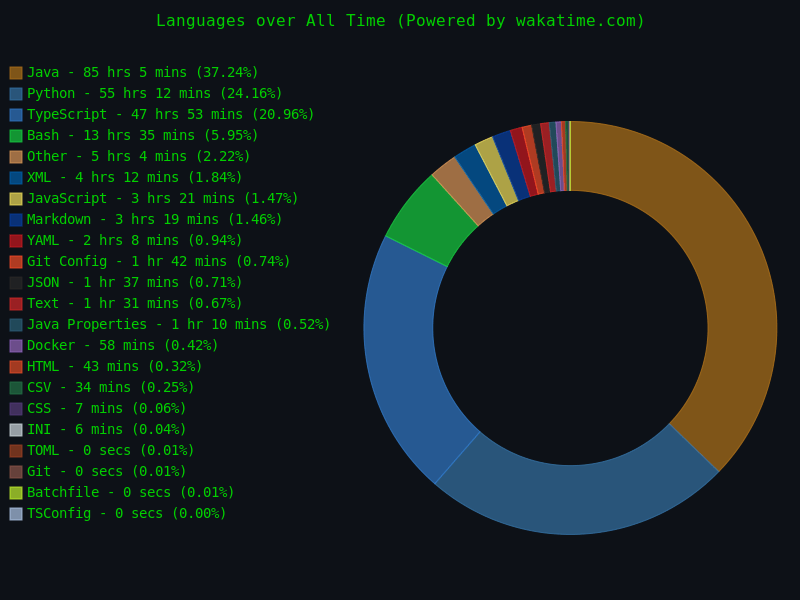 Languages over All Time (Powered by wakatime.com)
Java - 85 hrs 5 mins (37.24%)
Python - 55 hrs 12 mins (24.16%)
TypeScript - 47 hrs 53 mins (20.96%)
Bash - 13 hrs 35 mins (5.95%)
Other - 5 hrs 4 mins (2.22%)
XML - 4 hrs 12 mins (1.84%)
JavaScript - 3 hrs 21 mins (1.47%)
Markdown - 3 hrs 19 mins (1.46%)
YAML - 2 hrs 8 mins (0.94%)
Git Config - 1 hr 42 mins (0.74%)
JSON - 1 hr 37 mins (0.71%)
Text - 1 hr 31 mins (0.67%)
Java Properties - 1 hr 10 mins (0.52%)
Docker - 58 mins (0.42%)
HTML - 43 mins (0.32%)
CSV - 34 mins (0.25%)
CSS - 7 mins (0.06%)
INI - 6 mins (0.04%)
TOML - 0 secs (0.01%)
Git - 0 secs (0.01%)
Batchfile - 0 secs (0.01%)
TSConfig - 0 secs (0.00%)